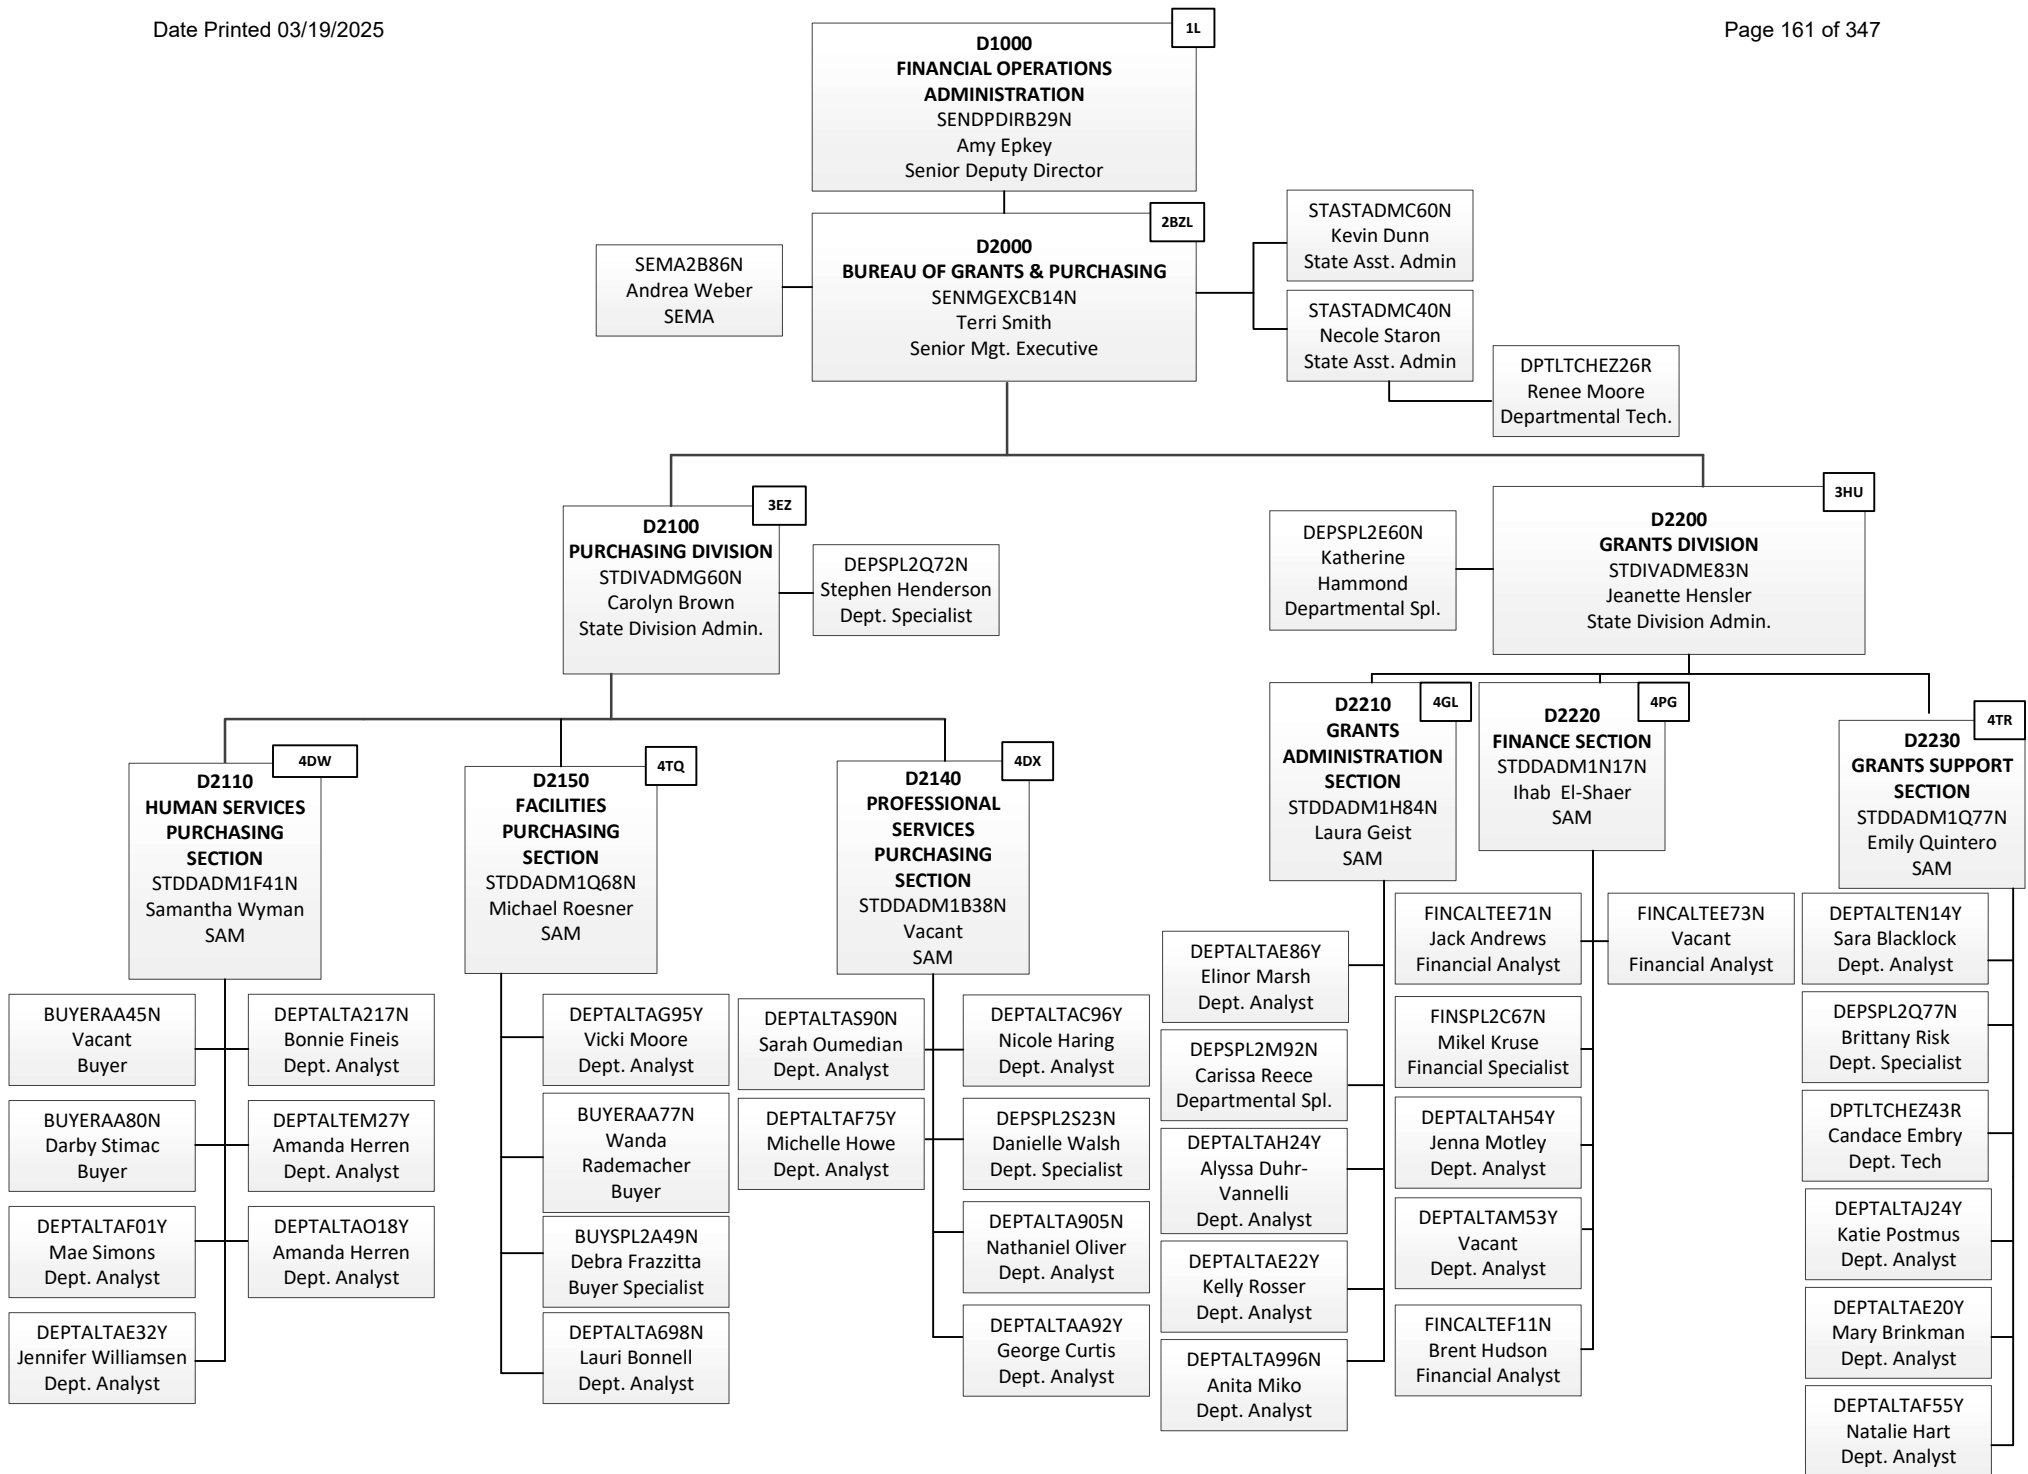 Date Printed 03/19/2025
Page 161 of 347
1L
D1000
FINANCIAL OPERATIONS
ADMINISTRATION
SENDPDIRB29N
Amy Epkey
Senior Deputy Director
2BZL
D2000
BUREAU OF GRANTS & PURCHASING
SENMGEXCB14N
Terri Smith
Senior Mgt. Executive
SEMA2B86N
Andrea Weber
SEMA
STASTADMC60N
Kevin Dunn
State Asst. Admin
STASTADMC40N
Necole Staron
State Asst. Admin
DPTLTCHEZ26R
Renee Moore
Departmental Tech.
3EZ
D2100
PURCHASING DIVISION
STDIVADMG60N
Carolyn Brown
State Division Admin.
DEPSPL2Q72N
Stephen Henderson
Dept. Specialist
DEPSPL2E60N
Katherine
Hammond
Departmental Spl.
3HU
D2200
GRANTS DIVISION
STDIVADME83N
Jeanette Hensler
State Division Admin.
4DW
D2110
HUMAN SERVICES
PURCHASING
SECTION
STDDADM1F41N
Samantha Wyman
SAM
BUYERAA45N
Vacant
Buyer
DEPTALTA217N
Bonnie Fineis
Dept. Analyst
BUYERAA80N
Darby Stimac
Buyer
DEPTALTEM27Y
Amanda Herren
Dept. Analyst
DEPTALTAF01Y
Mae Simons
Dept. Analyst
DEPTALTAO18Y
Amanda Herren
Dept. Analyst
DEPTALTAE32Y
Jennifer Williamsen
Dept. Analyst
4TQ
D2150
FACILITIES
PURCHASING
SECTION
STDDADM1Q68N
Michael Roesner
SAM
DEPTALTAG95Y
Vicki Moore
Dept. Analyst
BUYERAA77N
Wanda
Rademacher
Buyer
BUYSPL2A49N
Debra Frazzitta
Buyer Specialist
DEPTALTA698N
Lauri Bonnell
Dept. Analyst
4DX
D2140
PROFESSIONAL
SERVICES
PURCHASING
SECTION
STDDADM1B38N
Vacant
SAM
DEPTALTAS90N
Sarah Oumedian
Dept. Analyst
DEPTALTAC96Y
Nicole Haring
Dept. Analyst
DEPTALTAF75Y
Michelle Howe
Dept. Analyst
DEPSPL2S23N
Danielle Walsh
Dept. Specialist
DEPTALTA905N
Nathaniel Oliver
Dept. Analyst
DEPTALTAA92Y
George Curtis
Dept. Analyst
4GL
D2210
GRANTS
ADMINISTRATION
SECTION
STDDADM1H84N
Laura Geist
SAM
DEPTALTAE86Y
Elinor Marsh
Dept. Analyst
DEPSPL2M92N
Carissa Reece
Departmental Spl.
DEPTALTAH24Y
Alyssa Duhr-
Vannelli
Dept. Analyst
DEPTALTAE22Y
Kelly Rosser
Dept. Analyst
DEPTALTA996N
Anita Miko
Dept. Analyst
4PG
D2220
FINANCE SECTION
STDDADM1N17N
Ihab  El-Shaer
SAM
FINCALTEE71N
Jack Andrews
Financial Analyst
FINCALTEE73N
Vacant
Financial Analyst
FINSPL2C67N
Mikel Kruse
Financial Specialist
DEPTALTAH54Y
Jenna Motley
Dept. Analyst
DEPTALTAM53Y
Vacant
Dept. Analyst
FINCALTEF11N
Brent Hudson
Financial Analyst
4TR
D2230
GRANTS SUPPORT
SECTION
STDDADM1Q77N
Emily Quintero
SAM
DEPTALTEN14Y
Sara Blacklock
Dept. Analyst
DEPSPL2Q77N
Brittany Risk
Dept. Specialist
DPTLTCHEZ43R
Candace Embry
Dept. Tech
DEPTALTAJ24Y
Katie Postmus
Dept. Analyst
DEPTALTAE20Y
Mary Brinkman
Dept. Analyst
DEPTALTAF55Y
Natalie Hart
Dept. Analyst